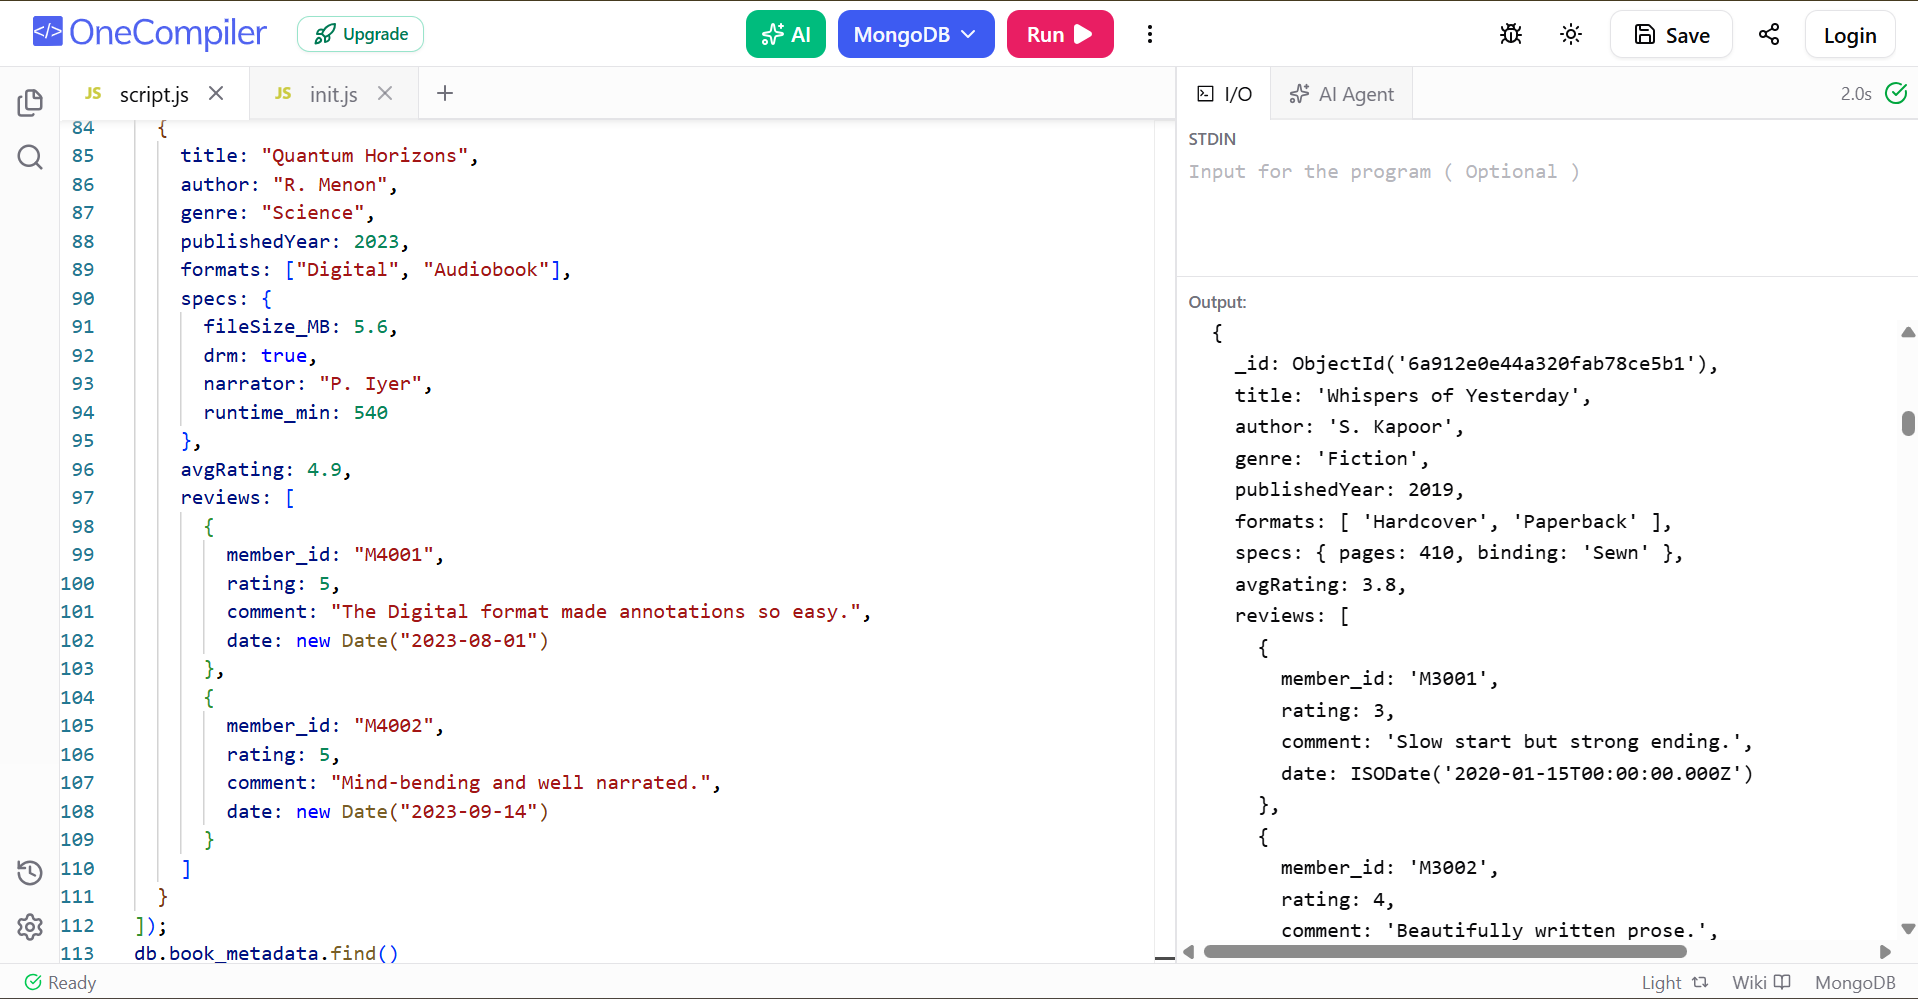 </> OneCompiler
Upgrade
AI
MongoDB
Run
Save
Login
JS script.js
JS init.js
84 {
85 title: "Quantum Horizons",
86 author: "R. Menon",
87 genre: "Science",
88 publishedYear: 2023,
89 formats: ["Digital", "Audiobook"],
90 specs: {
91 fileSize_MB: 5.6,
92 drm: true,
93 narrator: "P. Iyer",
94 runtime_min: 540
95 },
96 avgRating: 4.9,
97 reviews: [
98 {
99 member_id: "M4001",
100 rating: 5,
101 comment: "The Digital format made annotations so easy.",
102 date: new Date("2023-08-01")
103 },
104 {
105 member_id: "M4002",
106 rating: 5,
107 comment: "Mind-bending and well narrated.",
108 date: new Date("2023-09-14")
109 }
110 ]
111 }
112 ]);
113 db.book_metadata.find()
I/O
AI Agent
2.0s
STDIN
Input for the program ( Optional )
Output:
{
_id: ObjectId('6a912e0e44a320fab78ce5b1'),
title: 'Whispers of Yesterday',
author: 'S. Kapoor',
genre: 'Fiction',
publishedYear: 2019,
formats: [ 'Hardcover', 'Paperback' ],
specs: { pages: 410, binding: 'Sewn' },
avgRating: 3.8,
reviews: [
{
member_id: 'M3001',
rating: 3,
comment: 'Slow start but strong ending.',
date: ISODate('2020-01-15T00:00:00.000Z')
},
{
member_id: 'M3002',
rating: 4,
comment: 'Beautifully written prose.',
Ready
Light
Wiki
MongoDB